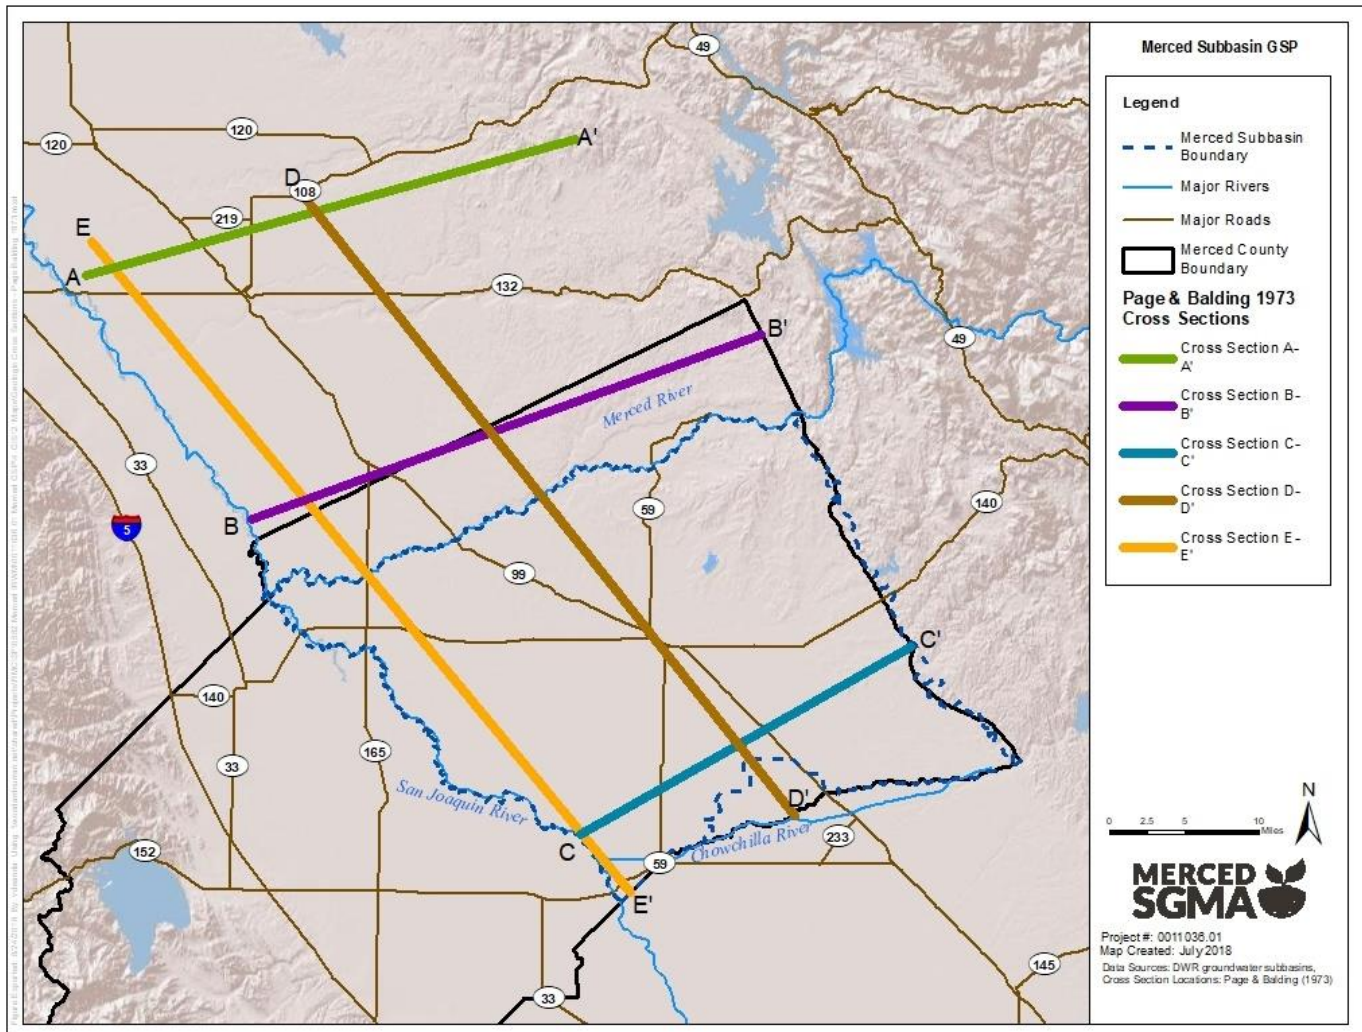 49
120
120
A'
D
108
219
E
A
132
B'
49
Merced River
33
B
5
59
140
99
C'
140
33
165
San Joaquin River
D'
Chowchilla River
233
C
152
59
E'
33
145
Merced Subbasin GSP
Legend
Merced Subbasin
Boundary
Major Rivers
Major Roads
Merced County
Boundary
Page & Balding 1973
Cross Sections
Cross Section A-
A'
Cross Section B-
B'
Cross Section C-
C'
Cross Section D-
D'
Cross Section E-
E'
N
0 2.5 5 10
Miles
MERCED
SGMA
Project #: 0011036.01
Map Created: July 2018
Data Sources: DWR groundwater subbasins,
Cross Section Locations: Page & Balding (1973)